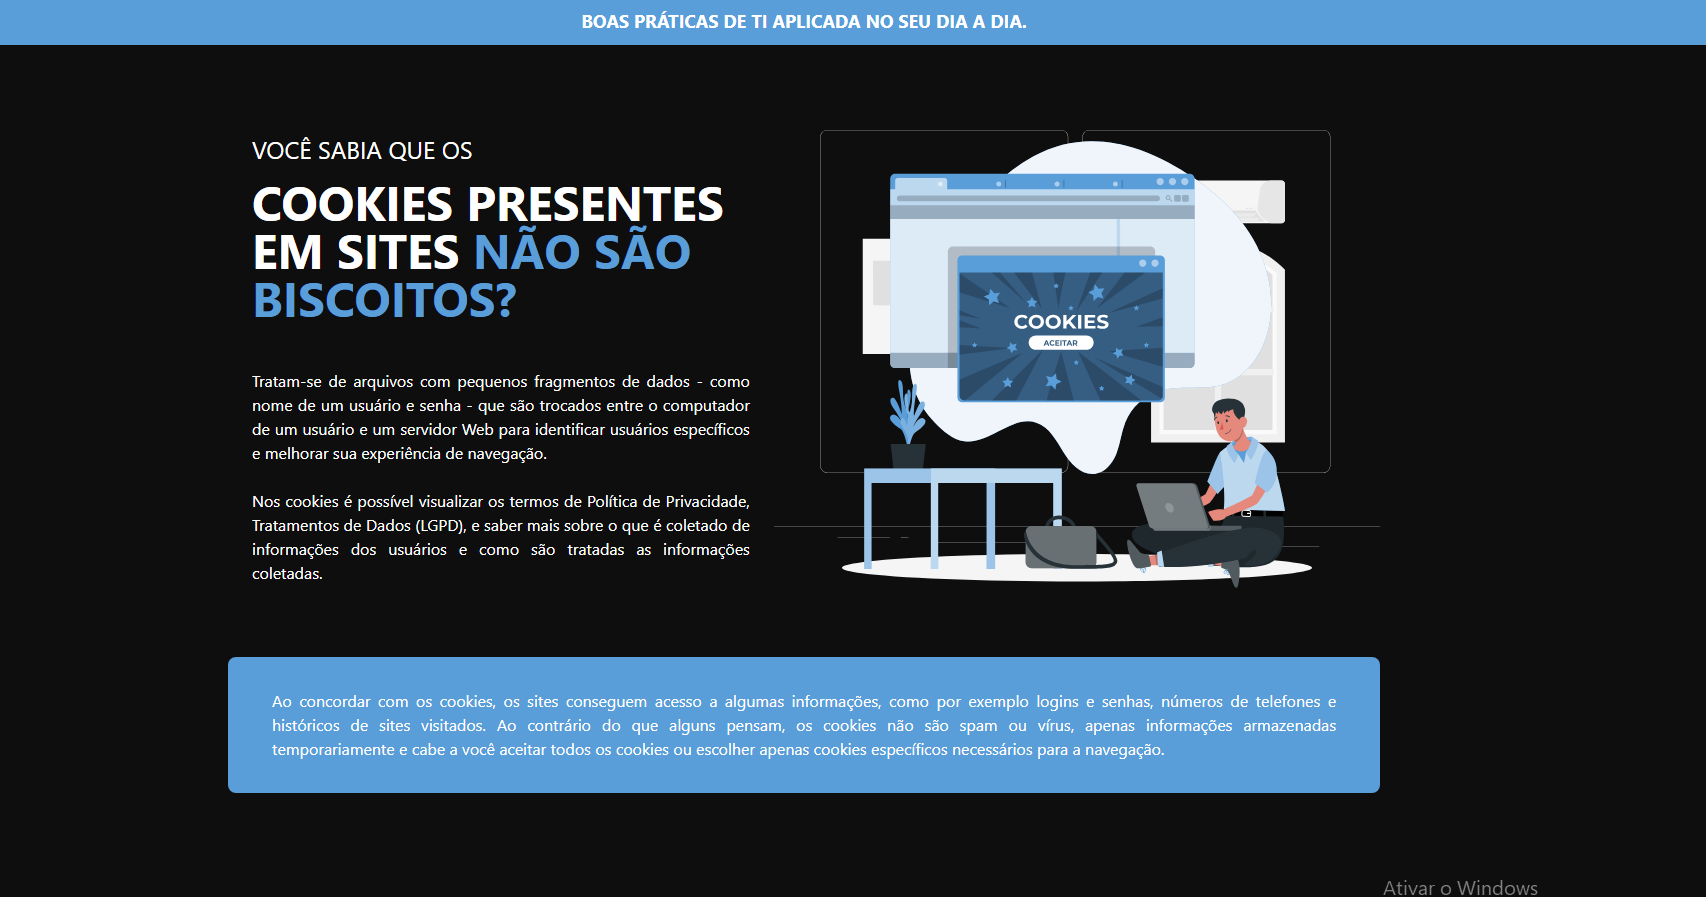 BOAS PRÁTICAS DE TI APLICADA NO SEU DIA A DIA.
VOCÊ SABIA QUE OS
COOKIES PRESENTES
EM SITES NÃO SÃO
BISCOITOS?
Tratam-se de arquivos com pequenos fragmentos de dados - como
nome de um usuário e senha - que são trocados entre o computador
de um usuário e um servidor Web para identificar usuários específicos
e melhorar sua experiência de navegação.
Nos cookies é possível visualizar os termos de Política de Privacidade,
Tratamentos de Dados (LGPD), e saber mais sobre o que é coletado de
informações dos usuários e como são tratadas as informações
coletadas.
COOKIES
ACEITAR
Ao concordar com os cookies, os sites conseguem acesso a algumas informações, como por exemplo logins e senhas, números de telefones e
históricos de sites visitados. Ao contrário do que alguns pensam, os cookies não são spam ou vírus, apenas informações armazenadas
temporariamente e cabe a você aceitar todos os cookies ou escolher apenas cookies específicos necessários para a navegação.
Ativar o Windows